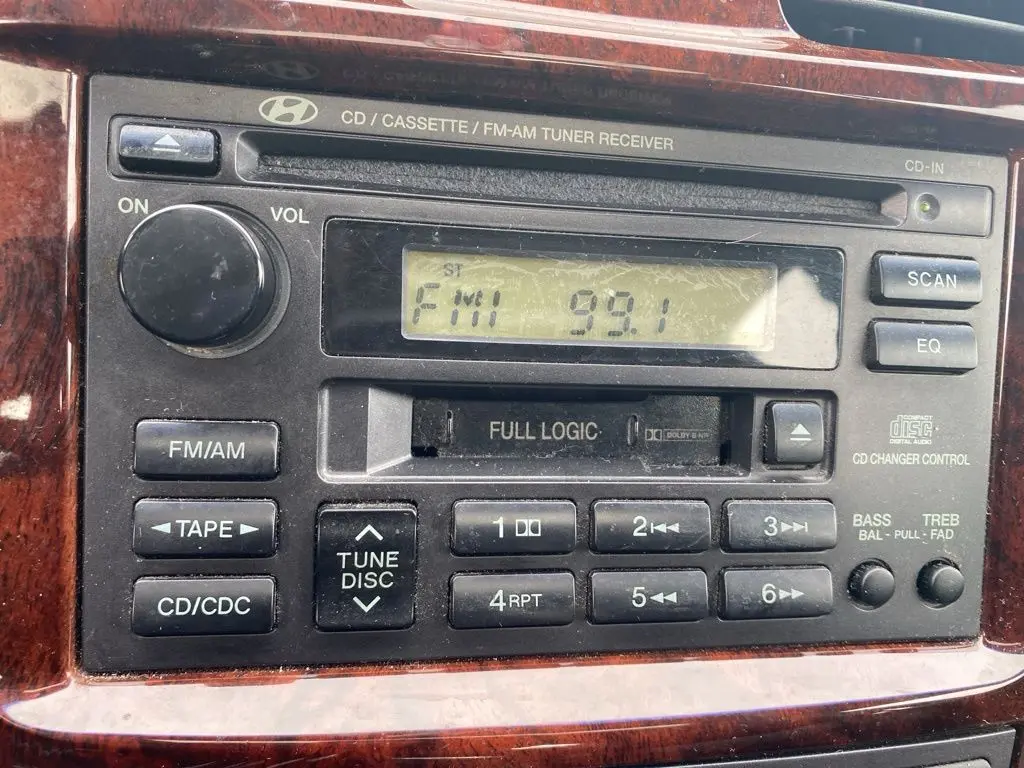 CD / CASSETTE / FM-AM TUNER RECEIVER
CD-IN
ON
VOL
SCAN
ST
FM1 99.1
EQ
FULL LOGIC
DOLBY B NR
COMPACT
disc
DIGITAL AUDIO
CD CHANGER CONTROL
FM/AM
◄ TAPE ►
CD/CDC
TUNE
DISC
1
2
3
4 RPT
5
6
BASS TREB
BAL - PULL - FAD